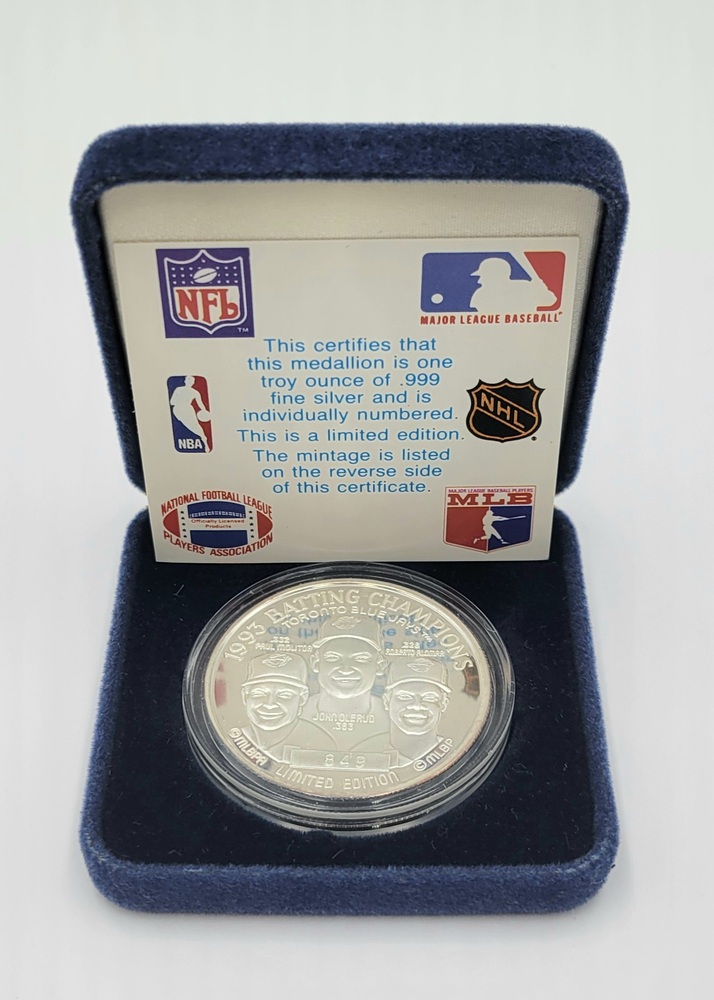 NFL
TM
MAJOR LEAGUE BASEBALL
This certifies that
this medallion is one
troy ounce of .999
fine silver and is
individually numbered.
This is a limited edition.
The mintage is listed
on the reverse side
of this certificate.
NBA
NHL
NATIONAL FOOTBALL LEAGUE
Officially Licensed
Products
PLAYERS ASSOCIATION
MAJOR LEAGUE BASEBALL PLAYERS
MLB
1993 BATTING CHAMPIONS
TORONTO BLUE JAYS
PAUL MOLITOR
ROBERTO ALOMAR
JOHN OLERUD
.363
©MLBPA
849
©MLBP
LIMITED EDITION